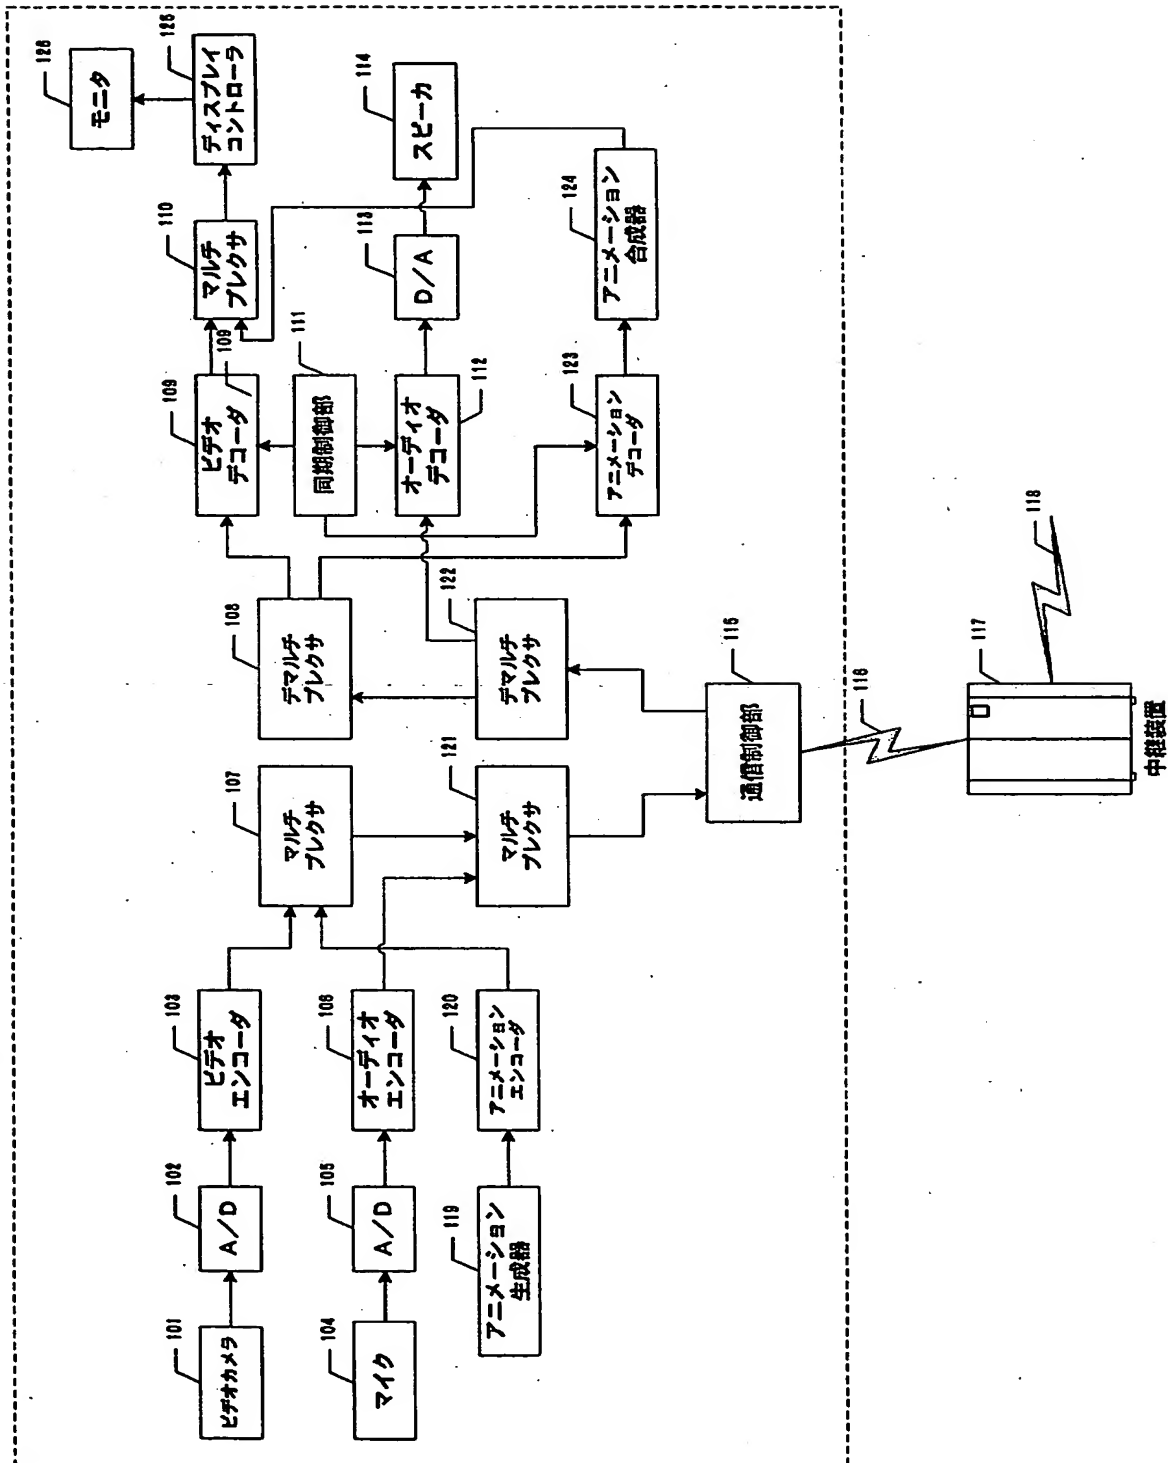 101
ビデオカメラ
102
A/D
103
ビデオ
エンコーダ
104
マイク
105
A/D
106
オーディオ
エンコーダ
119
アニメーション
生成器
120
アニメーション
エンコーダ
107
マルチ
プレクサ
121
マルチ
プレクサ
108
デマルチ
プレクサ
122
デマルチ
プレクサ
109
ビデオ
デコーダ
109
111
同期制御部
112
オーディオ
デコーダ
123
アニメーション
デコーダ
110
マルチ
プレクサ
113
D/A
124
アニメーション
合成器
126
モニタ
125
ディスプレイ
コントローラ
114
スピーカ
115
通信制御部
116
117
118
中継装置